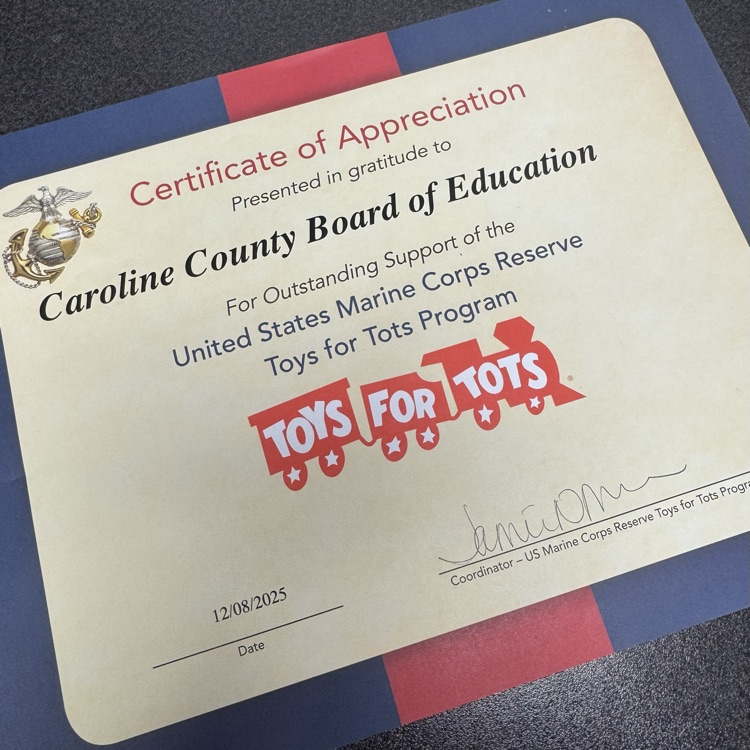 Certificate of Appreciation
Presented in gratitude to
Caroline County Board of Education
For Outstanding Support of the
United States Marine Corps Reserve
Toys for Tots Program
TOYS FOR TOTS ®
Coordinator – US Marine Corps Reserve Toys for Tots
12/08/2025
Date